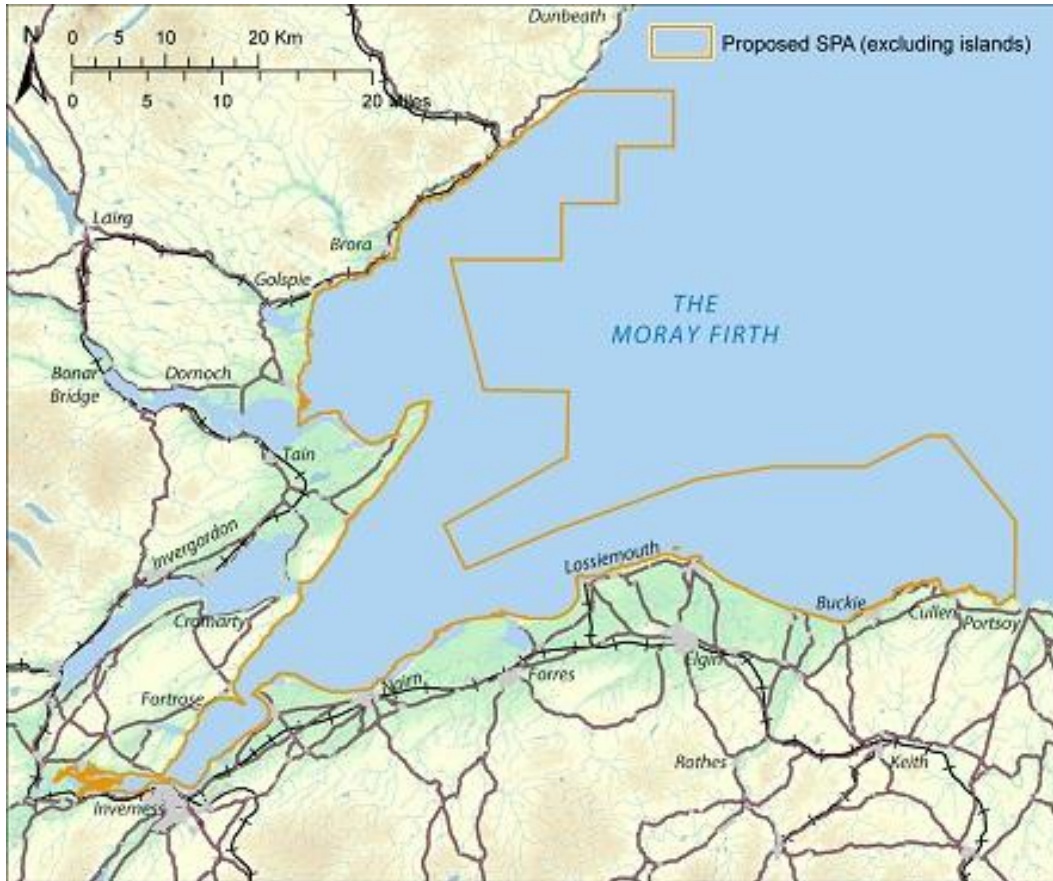 Dunbeath
N
0 5 10 20 Km
Proposed SPA (excluding islands)
0 5 10 20 Miles
Lairg
Brora
Golspie
THE
MORAY FIRTH
Dornoch
Bonar
Bridge
Tain
Invergordon
Lossiemouth
Cromarty
Buckie
Cullen
Portsoy
Elgin
Nairn
Forres
Fortrose
Rothes
Keith
Inverness